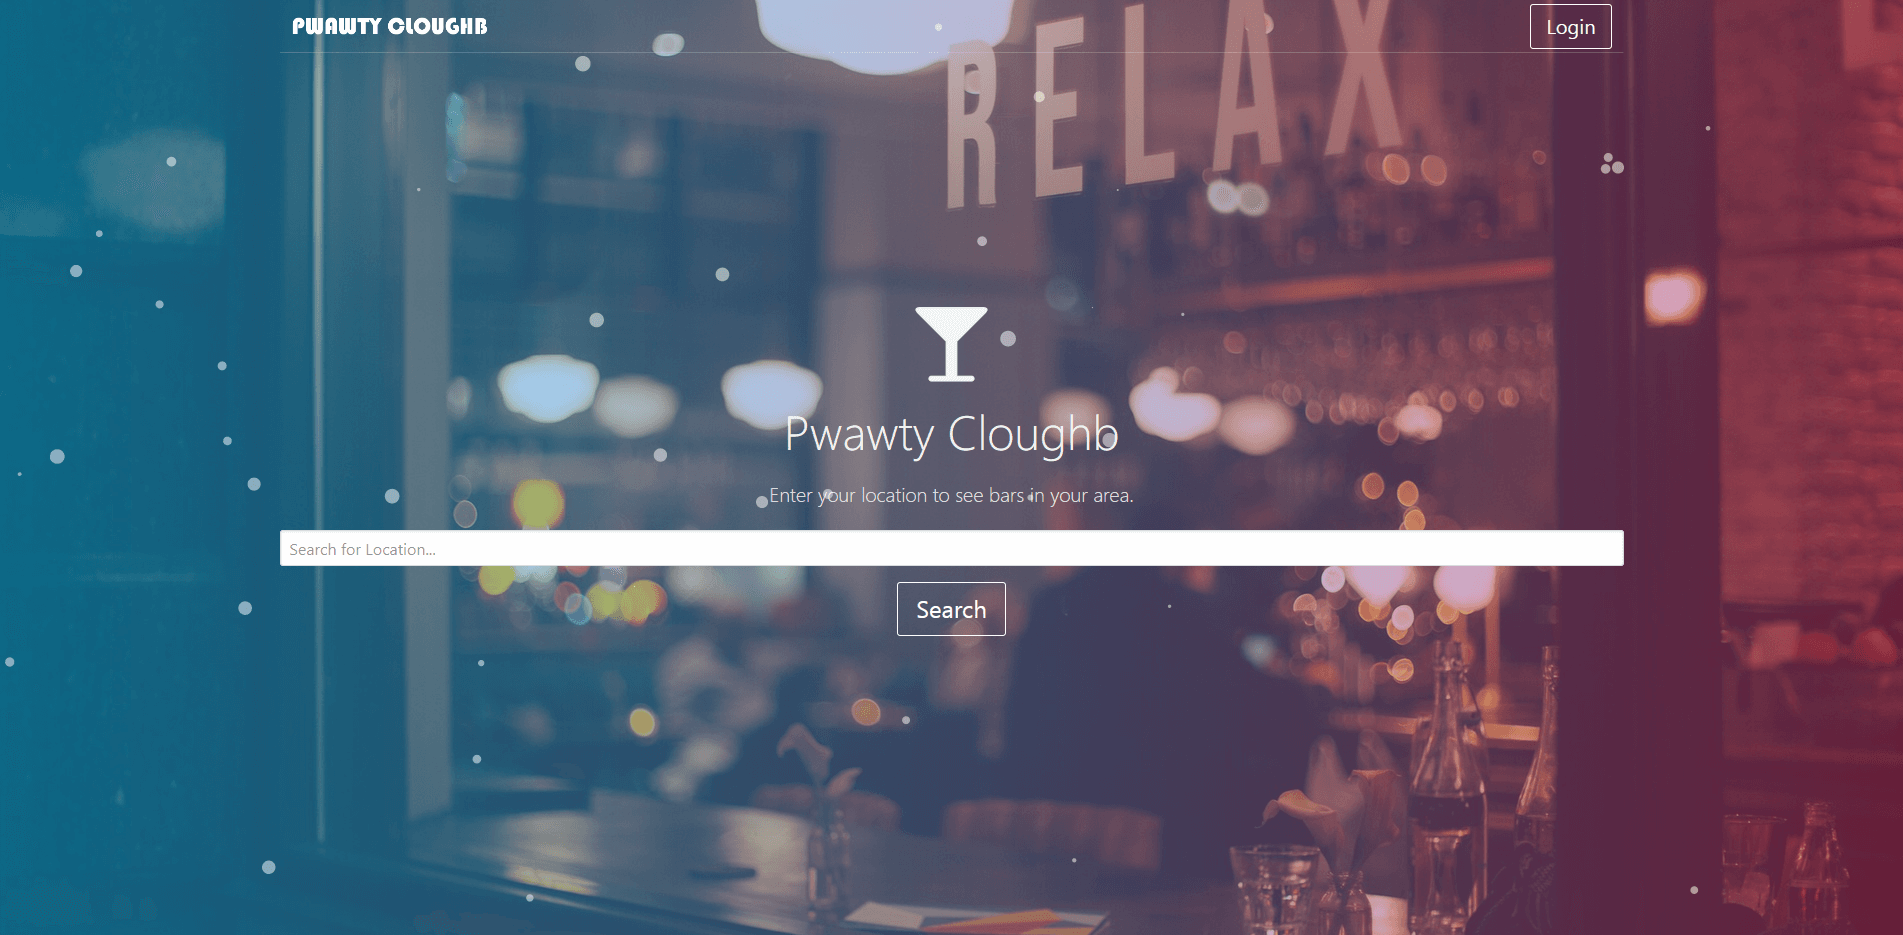 PWAWTY CLOUGHB
Login
RELAX
Pwawty Cloughb
Enter your location to see bars in your area.
Search for Location...
Search